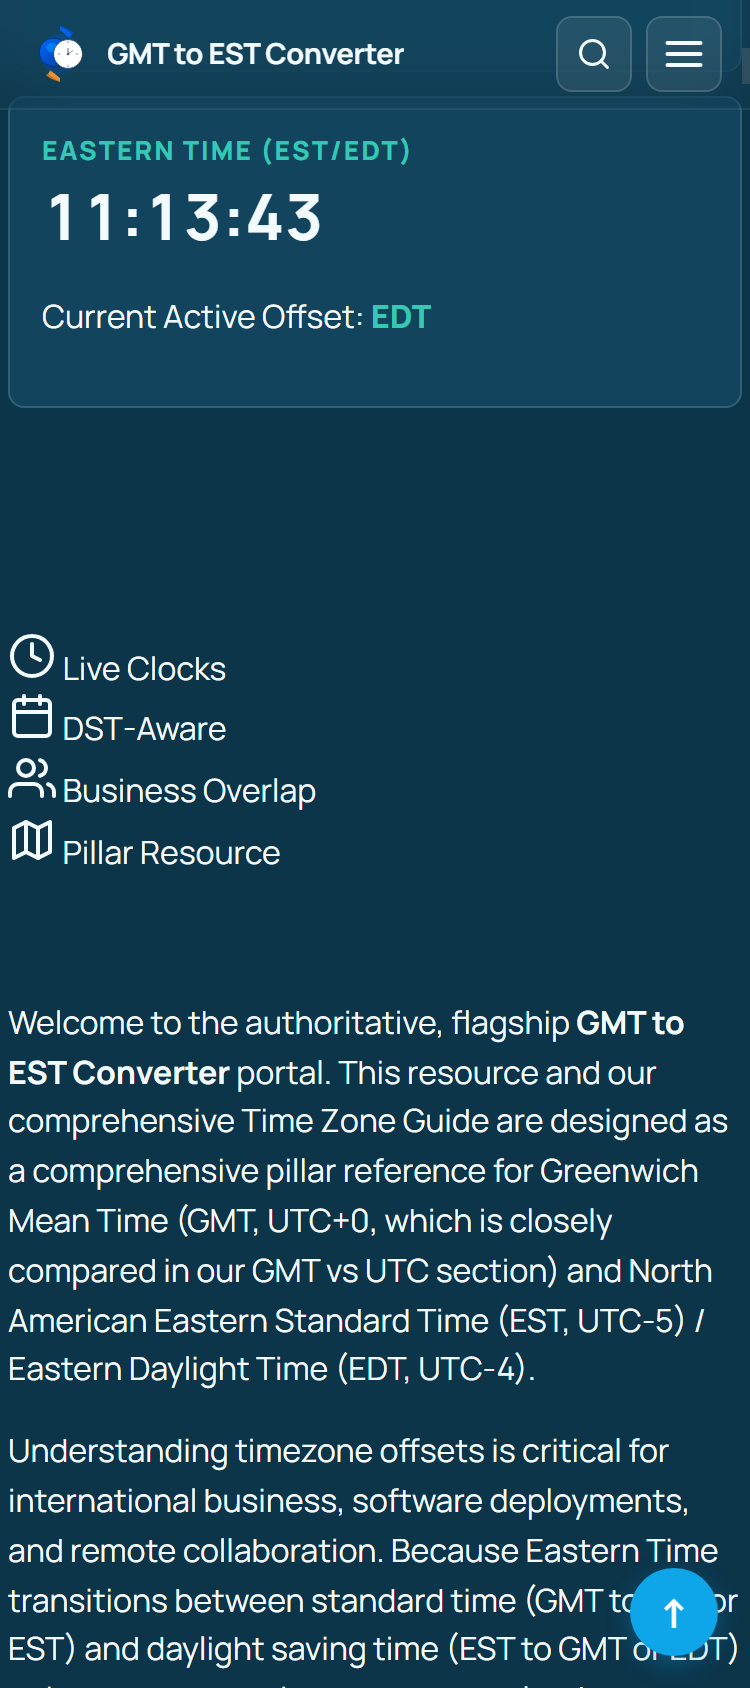 GMT to EST Converter
EASTERN TIME (EST/EDT)
11:13:43
Current Active Offset: EDT
Live Clocks
DST-Aware
Business Overlap
Pillar Resource
Welcome to the authoritative, flagship GMT to
EST Converter portal. This resource and our
comprehensive Time Zone Guide are designed as
a comprehensive pillar reference for Greenwich
Mean Time (GMT, UTC+0, which is closely
compared in our GMT vs UTC section) and North
American Eastern Standard Time (EST, UTC-5) /
Eastern Daylight Time (EDT, UTC-4).
Understanding timezone offsets is critical for
international business, software deployments,
and remote collaboration. Because Eastern Time
transitions between standard time (GMT to or
EST) and daylight saving time (EST to GMT or EDT)